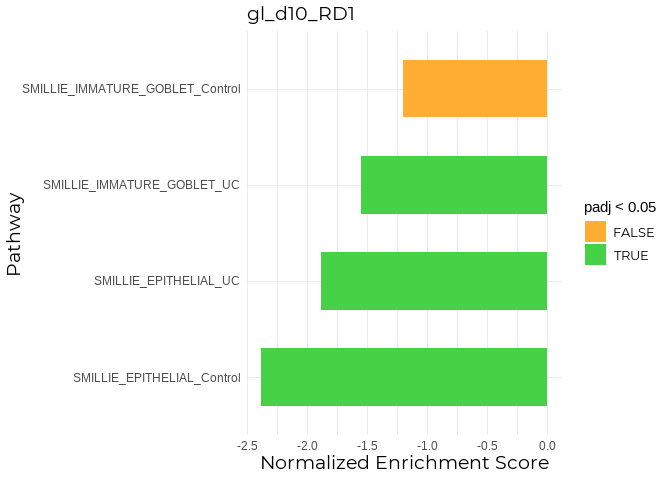 gl_d10_RD1
SMILLIE_IMMATURE_GOBLET_Control
SMILLIE_IMMATURE_GOBLET_UC
SMILLIE_EPITHELIAL_UC
SMILLIE_EPITHELIAL_Control
Pathway
-2.5 -2.0 -1.5 -1.0 -0.5 0.0
Normalized Enrichment Score
padj < 0.05
FALSE
TRUE